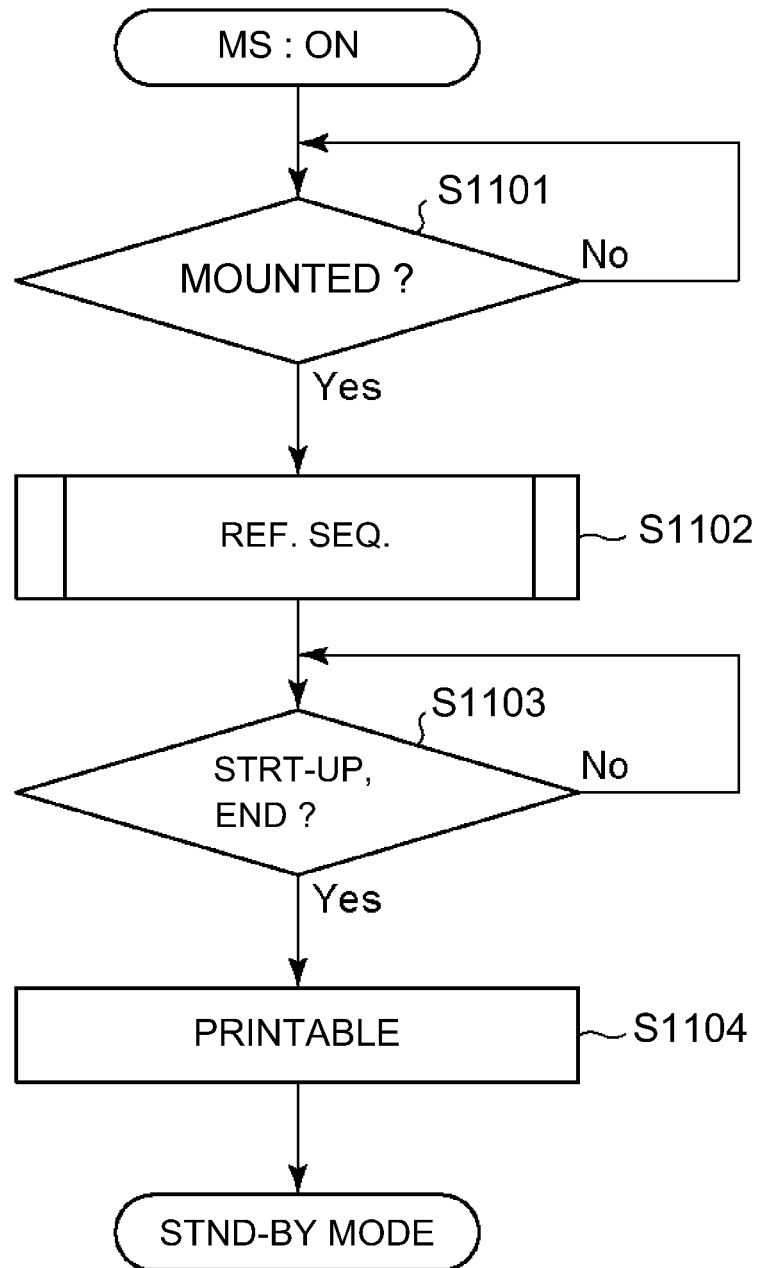 MS : ON
S1101
MOUNTED ?
No
Yes
REF. SEQ.
S1102
S1103
STRT-UP,
END ?
No
Yes
PRINTABLE
S1104
STND-BY MODE